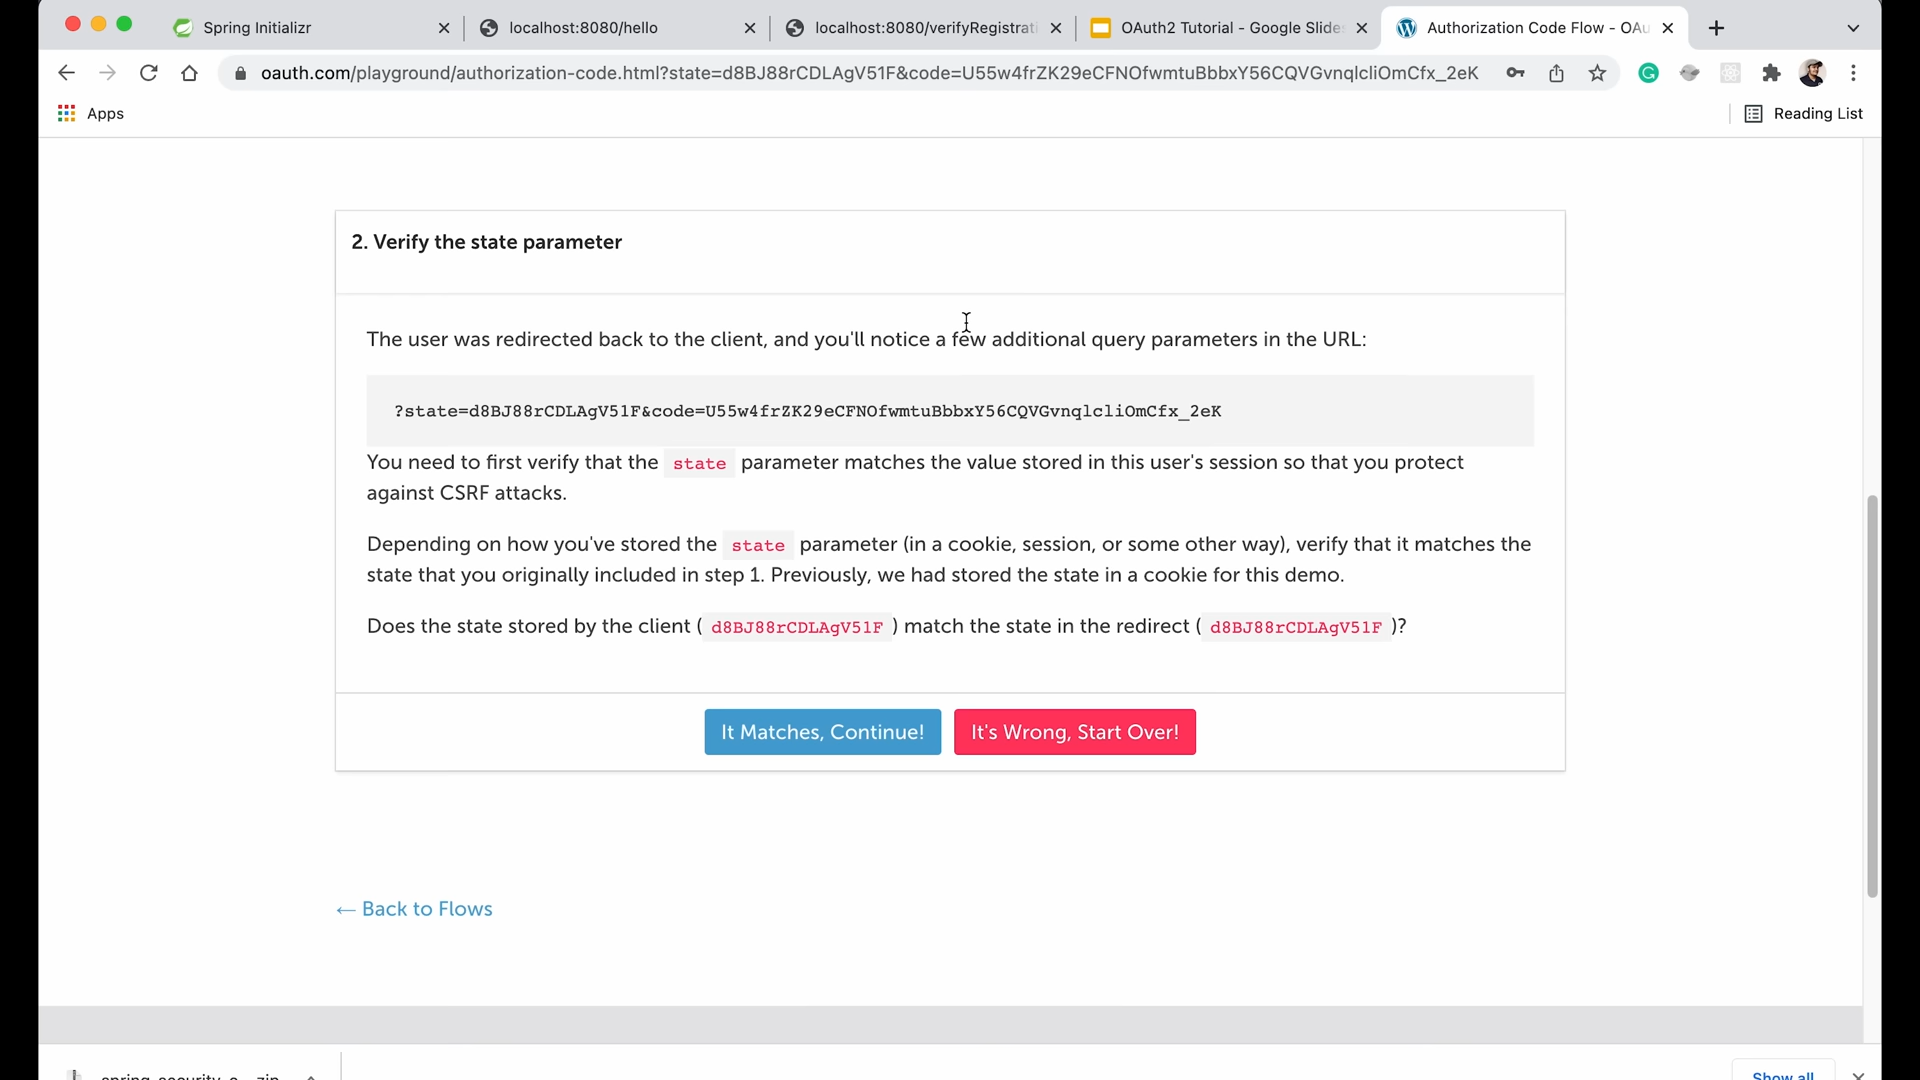 Spring Initializr
localhost:8080/hello
localhost:8080/verifyRegistrati
OAuth2 Tutorial - Google Slides
Authorization Code Flow - OAu
oauth.com/playground/authorization-code.html?state=d8BJ88rCDLAgV51F&code=U55w4frZK29eCFNOfwmtuBbbxY56CQVGvnqlcliOmCfx_2eK
Apps
Reading List
2. Verify the state parameter
The user was redirected back to the client, and you'll notice a few additional query parameters in the URL:
?state=d8BJ88rCDLAgV51F&code=U55w4frZK29eCFNOfwmtuBbbxY56CQVGvnqlcliOmCfx_2eK
You need to first verify that the state parameter matches the value stored in this user's session so that you protect
against CSRF attacks.
Depending on how you've stored the state parameter (in a cookie, session, or some other way), verify that it matches the
state that you originally included in step 1. Previously, we had stored the state in a cookie for this demo.
Does the state stored by the client ( d8BJ88rCDLAgV51F ) match the state in the redirect ( d8BJ88rCDLAgV51F )?
It Matches, Continue!
It's Wrong, Start Over!
← Back to Flows
spring_security_c....zip
Show all